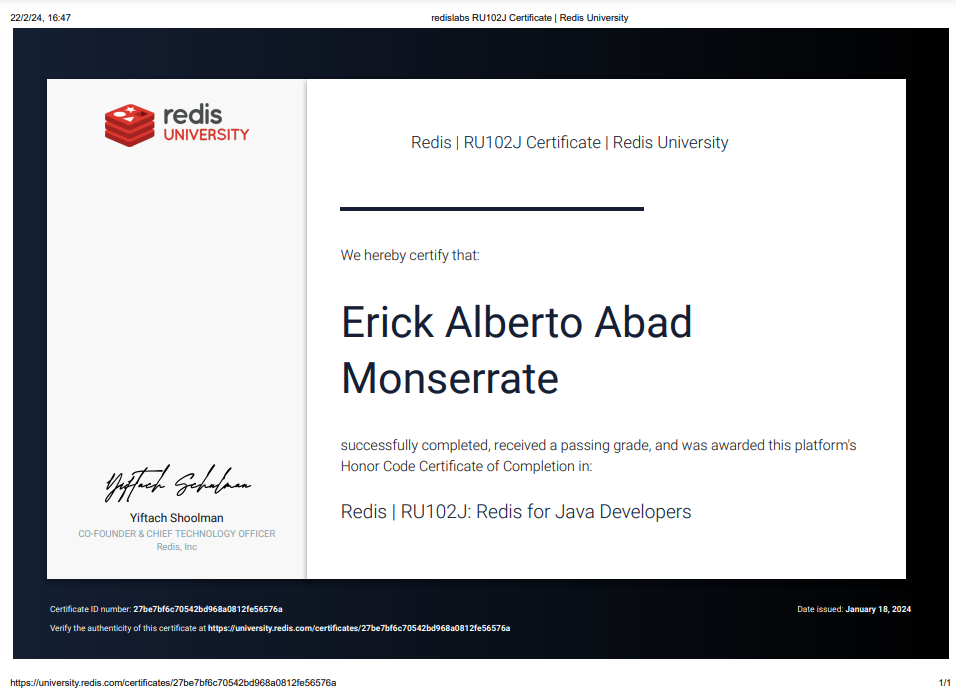 22/2/24, 16:47
redislabs RU102J Certificate | Redis University
redis
UNIVERSITY
Redis | RU102J Certificate | Redis University
We hereby certify that:
Erick Alberto Abad
Monserrate
successfully completed, received a passing grade, and was awarded this platform's
Honor Code Certificate of Completion in:
Redis | RU102J: Redis for Java Developers
Yiftach Schulman
Yiftach Shoolman
CO-FOUNDER & CHIEF TECHNOLOGY OFFICER
Redis, Inc
Certificate ID number: 27be7bf6c70542bd968a0812fe56576a
Date issued: January 18, 2024
Verify the authenticity of this certificate at https://university.redis.com/certificates/27be7bf6c70542bd968a0812fe56576a
https://university.redis.com/certificates/27be7bf6c70542bd968a0812fe56576a
1/1